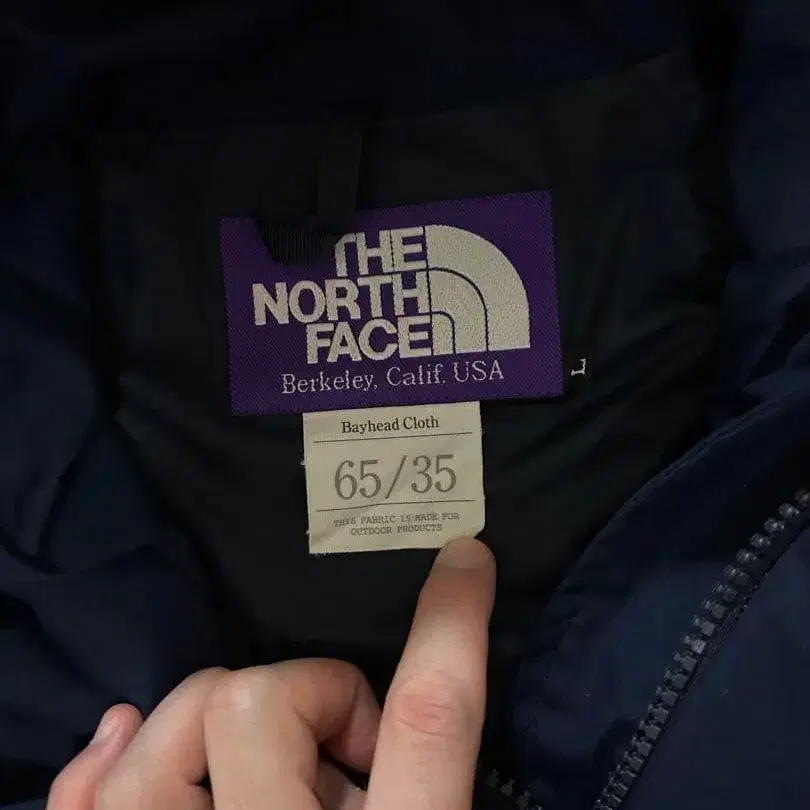 THE
NORTH
FACE
Berkeley, Calif. USA
L
Bayhead Cloth
65/35
THIS FABRIC IS MADE FOR
OUTDOOR PRODUCTS